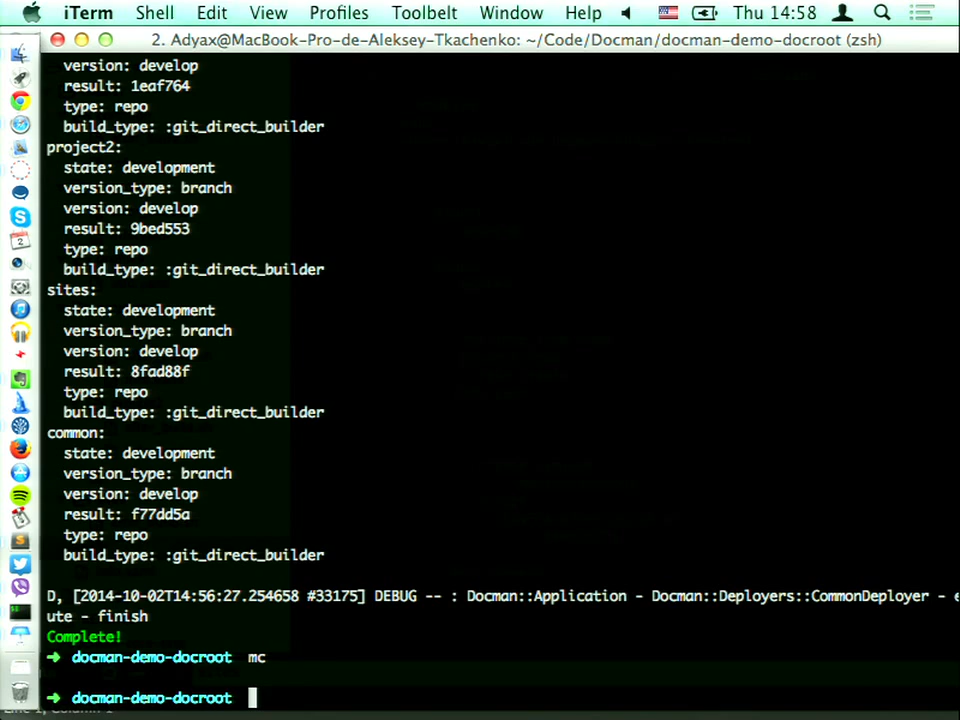 iTerm Shell Edit View Profiles Toolbelt Window Help Thu 14:58
2. Adyax@MacBook-Pro-de-Aleksey-Tkachenko: ~/Code/Docman/docman-demo-docroot (zsh)
version: develop
result: 1eaf764
type: repo
build_type: :git_direct_builder
project2:
state: development
version_type: branch
version: develop
result: 9bed553
type: repo
build_type: :git_direct_builder
sites:
state: development
version_type: branch
version: develop
result: 8fad88f
type: repo
build_type: :git_direct_builder
common:
state: development
version_type: branch
version: develop
result: f77dd5a
type: repo
build_type: :git_direct_builder
D, [2014-10-02T14:56:27.254658 #33175] DEBUG -- : Docman::Application - Docman::Deployers::CommonDeployer - e
ute - finish
Complete!
➜ docman-demo-docroot mc
➜ docman-demo-docroot